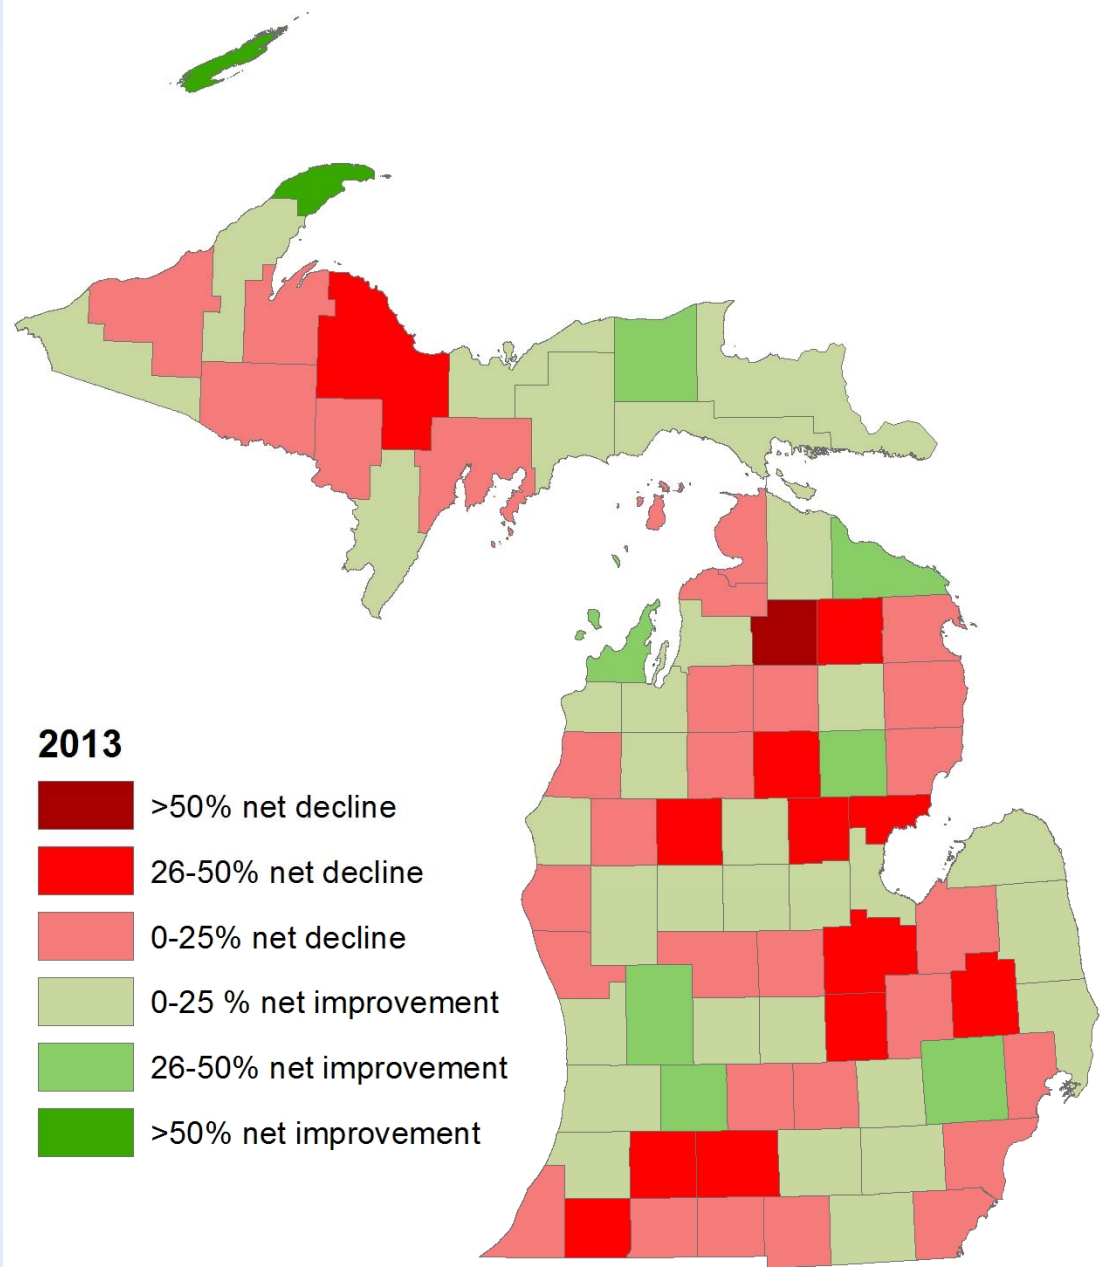 2013
>50% net decline
26-50% net decline
0-25% net decline
0-25 % net improvement
26-50% net improvement
>50% net improvement